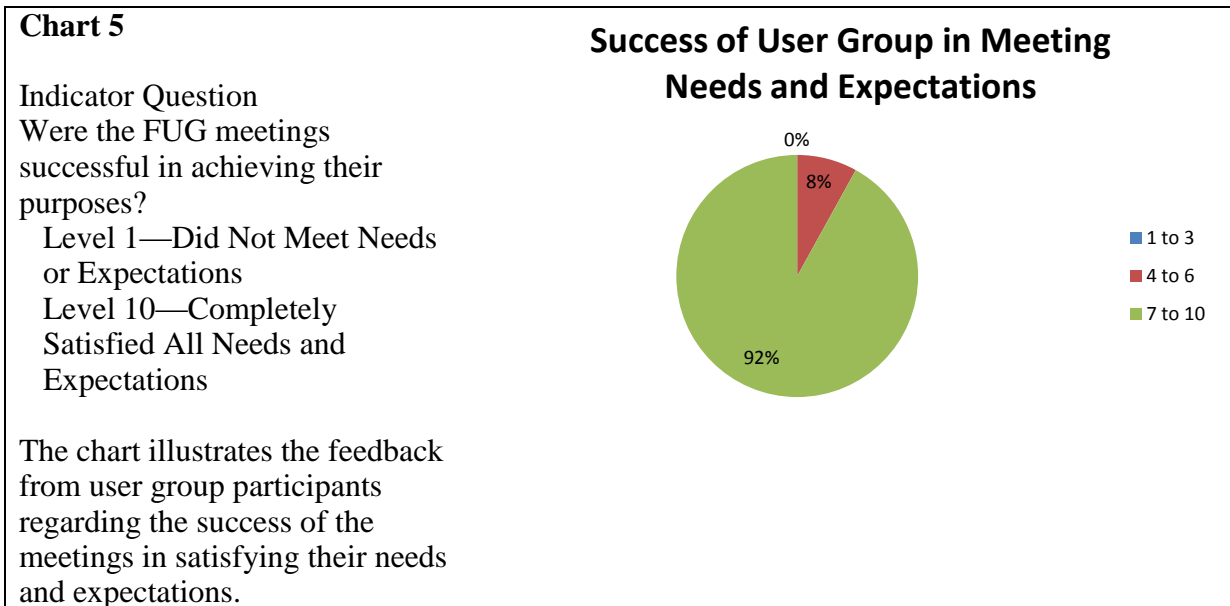 Chart 5
Indicator Question
Were the FUG meetings
successful in achieving their
purposes?
Level 1—Did Not Meet Needs
or Expectations
Level 10—Completely
Satisfied All Needs and
Expectations
The chart illustrates the feedback
from user group participants
regarding the success of the
meetings in satisfying their needs
and expectations.
Success of User Group in Meeting
Needs and Expectations
0%
8%
92%
1 to 3
4 to 6
7 to 10